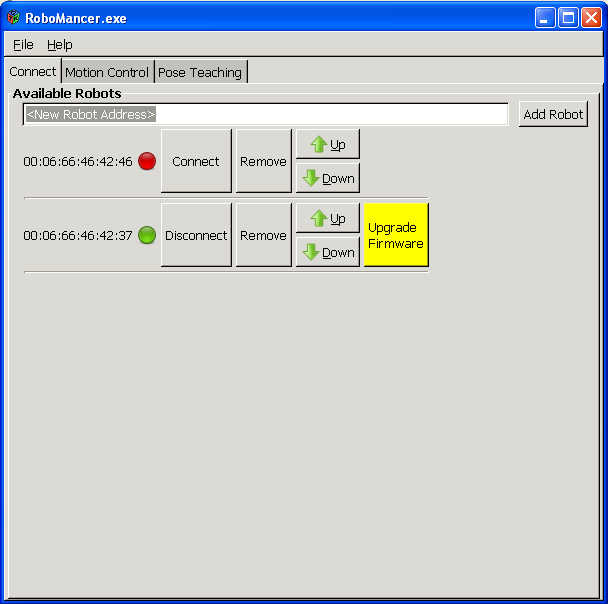 RoboMancer.exe
File Help
Connect Motion Control Pose Teaching
Available Robots
<New Robot Address> Add Robot
00:06:66:46:42:46 Connect Remove Up
Down
00:06:66:46:42:37 Disconnect Remove Up
Down
Upgrade
Firmware